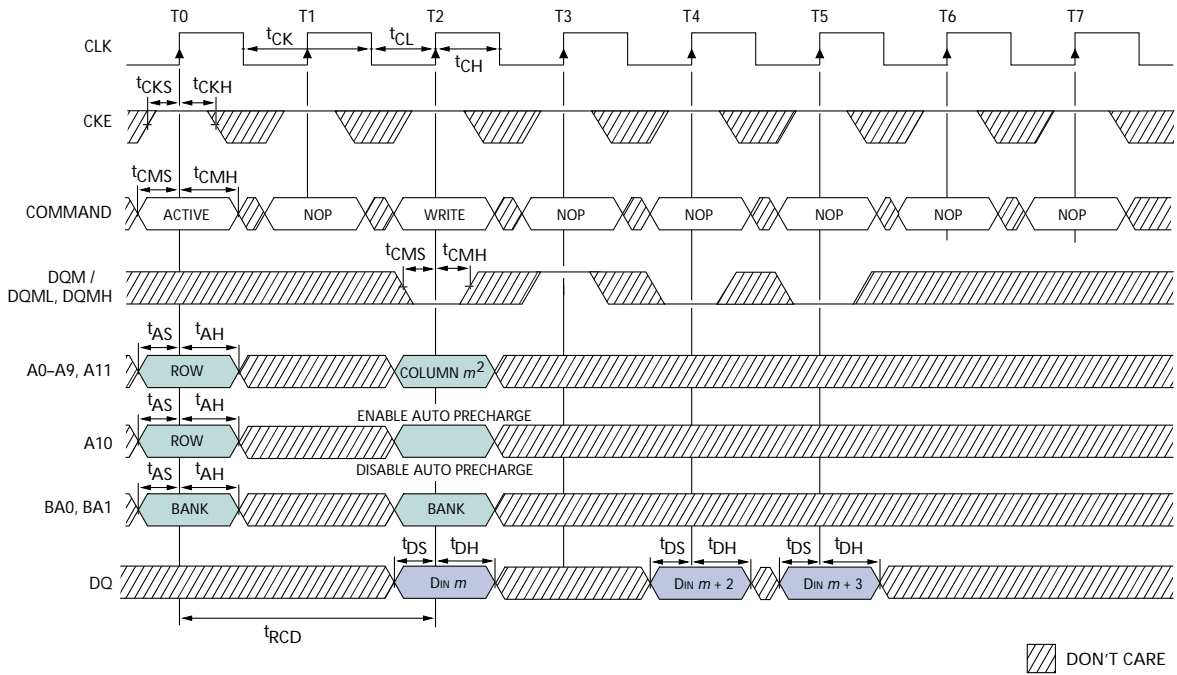 T0 T1 T2 T3 T4 T5 T6 T7
CLK tCK tCL
tCH
tCKS tCKH
CKE
tCMS tCMH
COMMAND ACTIVE NOP WRITE NOP NOP NOP NOP NOP
tCMS tCMH
DQM /
DQML, DQMH
tAS tAH
A0–A9, A11 ROW COLUMN m2
tAS tAH ENABLE AUTO PRECHARGE
A10 ROW
DISABLE AUTO PRECHARGE
tAS tAH
BA0, BA1 BANK BANK
tDS tDH tDS tDH tDS tDH
DQ DIN m DIN m + 2 DIN m + 3
tRCD
DON'T CARE